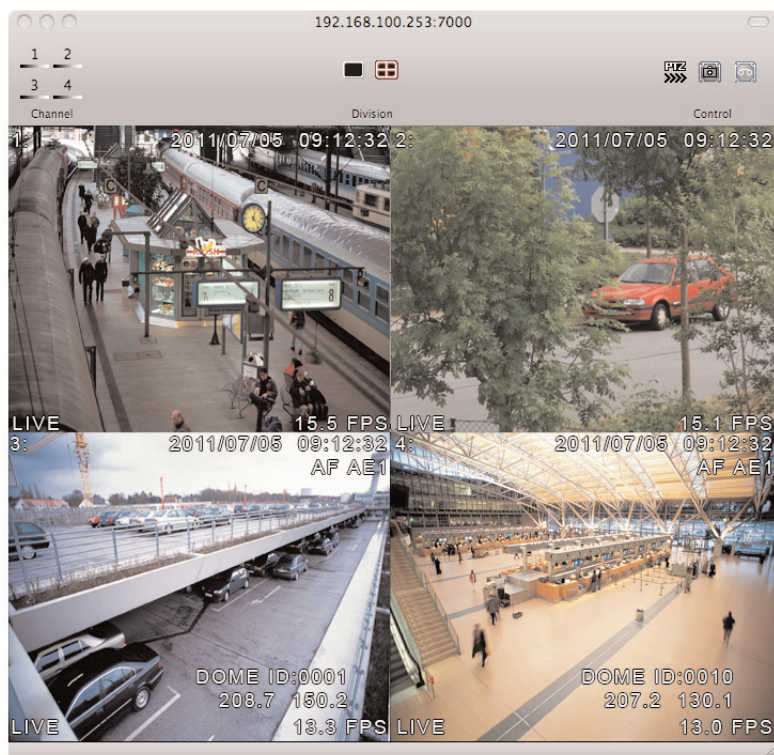 192.168.100.253:7000
1 2
3 4
PTZ
Channel Division Control
1: 2011/07/05 09:12:32
C C
7 8
LIVE 15.5 FPS
2: 2011/07/05 09:12:32
LIVE 15.1 FPS
3: 2011/07/05 09:12:32
AF AE1
DOME ID:0001
208.7 150.2
LIVE 13.3 FPS
4: 2011/07/05 09:12:32
AF AE1
DOME ID:0010
207.2 130.1
LIVE 13.0 FPS